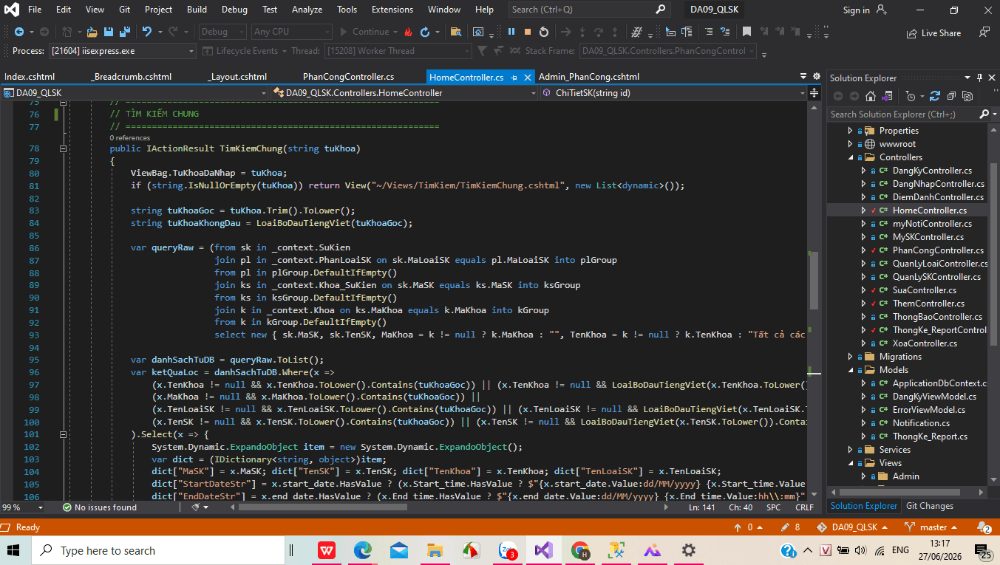 File Edit View Git Project Build Debug Test Analyze Tools Extensions Window Help Search (Ctrl+Q) DA09_QLSK Sign in
Debug Any CPU Continue Live Share
Process: [21604] iisexpress.exe Lifecycle Events Thread: [15208] Worker Thread Stack Frame: DA09_QLSK.Controllers.PhanCongControl
Index.cshtml _Breadcrumb.cshtml _Layout.cshtml PhanCongController.cs HomeController.cs Admin_PhanCong.cshtml
DA09_QLSK DA09_QLSK.Controllers.HomeController ChiTietSK(string id)
75 // ============================================================
76 // TÌM KIẾM CHUNG
77 // ============================================================
0 references
78 public IActionResult TimKiemChung(string tuKhoa)
79 {
80 ViewBag.TuKhoaDaNhap = tuKhoa;
81 if (string.IsNullOrEmpty(tuKhoa)) return View("~/Views/TimKiem/TimKiemChung.cshtml", new List<dynamic>());
82
83 string tuKhoaGoc = tuKhoa.Trim().ToLower();
84 string tuKhoaKhongDau = LoaiBoDauTiengViet(tuKhoaGoc);
85
86 var queryRaw = (from sk in _context.SuKien
87 join pl in _context.PhanLoaiSK on sk.MaLoaiSK equals pl.MaLoaiSK into plGroup
88 from pl in plGroup.DefaultIfEmpty()
89 join ks in _context.Khoa_SuKien on sk.MaSK equals ks.MaSK into ksGroup
90 from ks in ksGroup.DefaultIfEmpty()
91 join k in _context.Khoa on ks.MaKhoa equals k.MaKhoa into kGroup
92 from k in kGroup.DefaultIfEmpty()
93 select new { sk.MaSK, sk.TenSK, MaKhoa = k != null ? k.MaKhoa : "", TenKhoa = k != null ? k.TenKhoa : "Tất cả các
94
95 var danhSachTuDB = queryRaw.ToList();
96 var ketQuaLoc = danhSachTuDB.Where(x =>
97 (x.TenKhoa != null && x.TenKhoa.ToLower().Contains(tuKhoaGoc)) || (x.TenKhoa != null && LoaiBoDauTiengViet(x.TenKhoa.ToLower()
98 (x.MaKhoa != null && x.MaKhoa.ToLower().Contains(tuKhoaGoc)) ||
99 (x.TenLoaiSK != null && x.TenLoaiSK.ToLower().Contains(tuKhoaGoc)) || (x.TenLoaiSK != null && LoaiBoDauTiengViet(x.TenLoaiSK.T
100 (x.TenSK != null && x.TenSK.ToLower().Contains(tuKhoaGoc)) || (x.TenSK != null && LoaiBoDauTiengViet(x.TenSK.ToLower()).Contai
101 ).Select(x => {
102 System.Dynamic.ExpandoObject item = new System.Dynamic.ExpandoObject();
103 var dict = (IDictionary<string, object>)item;
104 dict["MaSK"] = x.MaSK; dict["TenSK"] = x.TenSK; dict["TenKhoa"] = x.TenKhoa; dict["TenLoaiSK"] = x.TenLoaiSK;
105 dict["StartDateStr"] = x.start_date.HasValue ? (x.Start_time.HasValue ? $"{x.start_date.Value:dd/MM/yyyy} {x.Start_time.Value
106 dict["EndDateStr"] = x.end_date.HasValue ? (x.End_time.HasValue ? $"{x.end_date.Value:dd/MM/yyyy} {x.End_time.Value:hh\\:mm}"
99 % No issues found Ln: 141 Ch: 40 SPC CRLF
Solution Explorer
Search Solution Explorer (Ctrl+;)
Properties
wwwroot
Controllers
C# DangKyController.cs
C# DangNhapController.cs
C# DiemDanhController.cs
C# HomeController.cs
C# myNotiController.cs
C# MySKController.cs
C# PhanCongController.cs
C# QuanLyLoaiController.cs
C# QuanLySKController.cs
C# SuaController.cs
C# ThemController.cs
C# ThongBaoController.cs
C# ThongKe_ReportControl
C# XoaController.cs
Migrations
Models
C# ApplicationDbContext.c
C# DangKyViewModel.cs
C# ErrorViewModel.cs
C# Notification.cs
C# ThongKe_Report.cs
Services
Views
Admin
Solution Explorer Git Changes
Ready 0 8 DA09_QLSK master 2
Type here to search W Zalo 3 H V ENG 13:17 27/06/2026 25